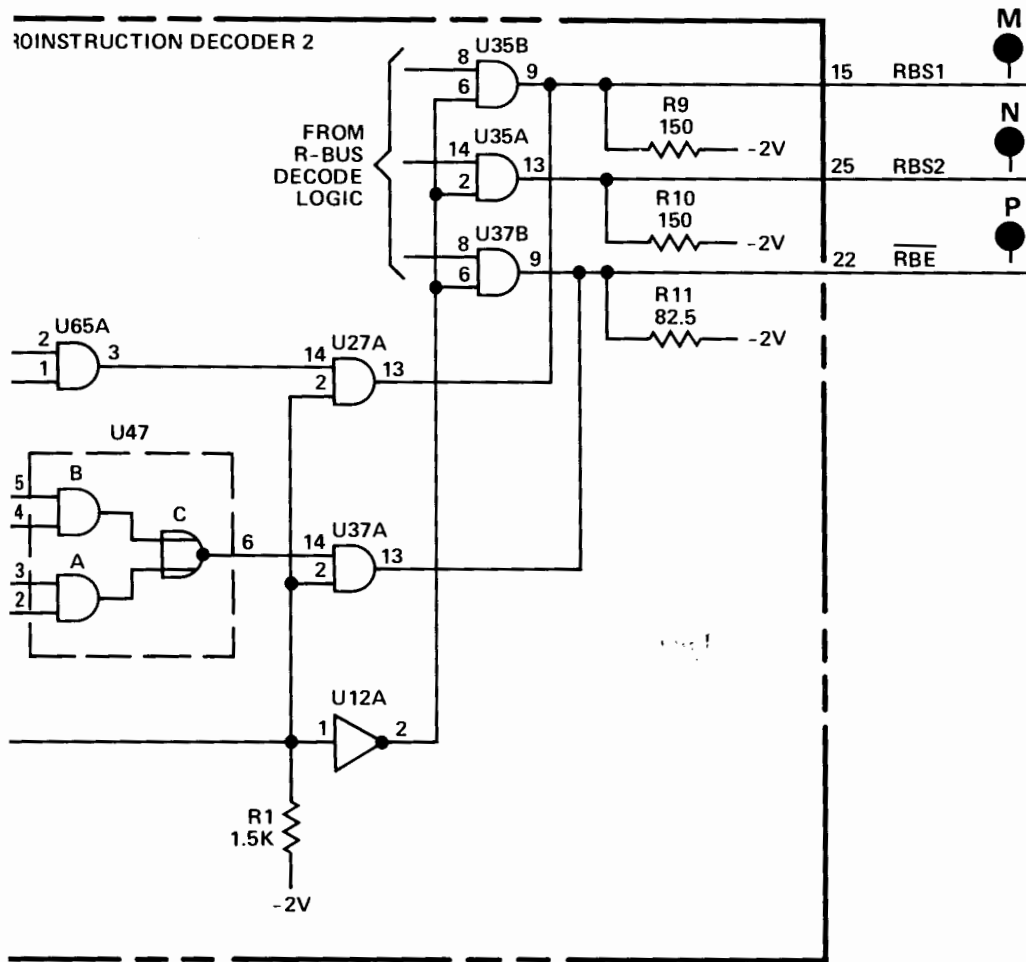 ROINSTRUCTION DECODER 2
M
U35B
8
6
9
15 RBS1
R9
150
-2V
N
FROM
R-BUS
DECODE
LOGIC
U35A
14
2
13
25 RBS2
R10
150
-2V
P
U37B
8
6
9
22 RBE
R11
82.5
-2V
U65A
2
1
3
U27A
14
2
13
U47
B
5
4
C
6
A
3
2
U37A
14
2
13
U12A
1
2
R1
1.5K
-2V